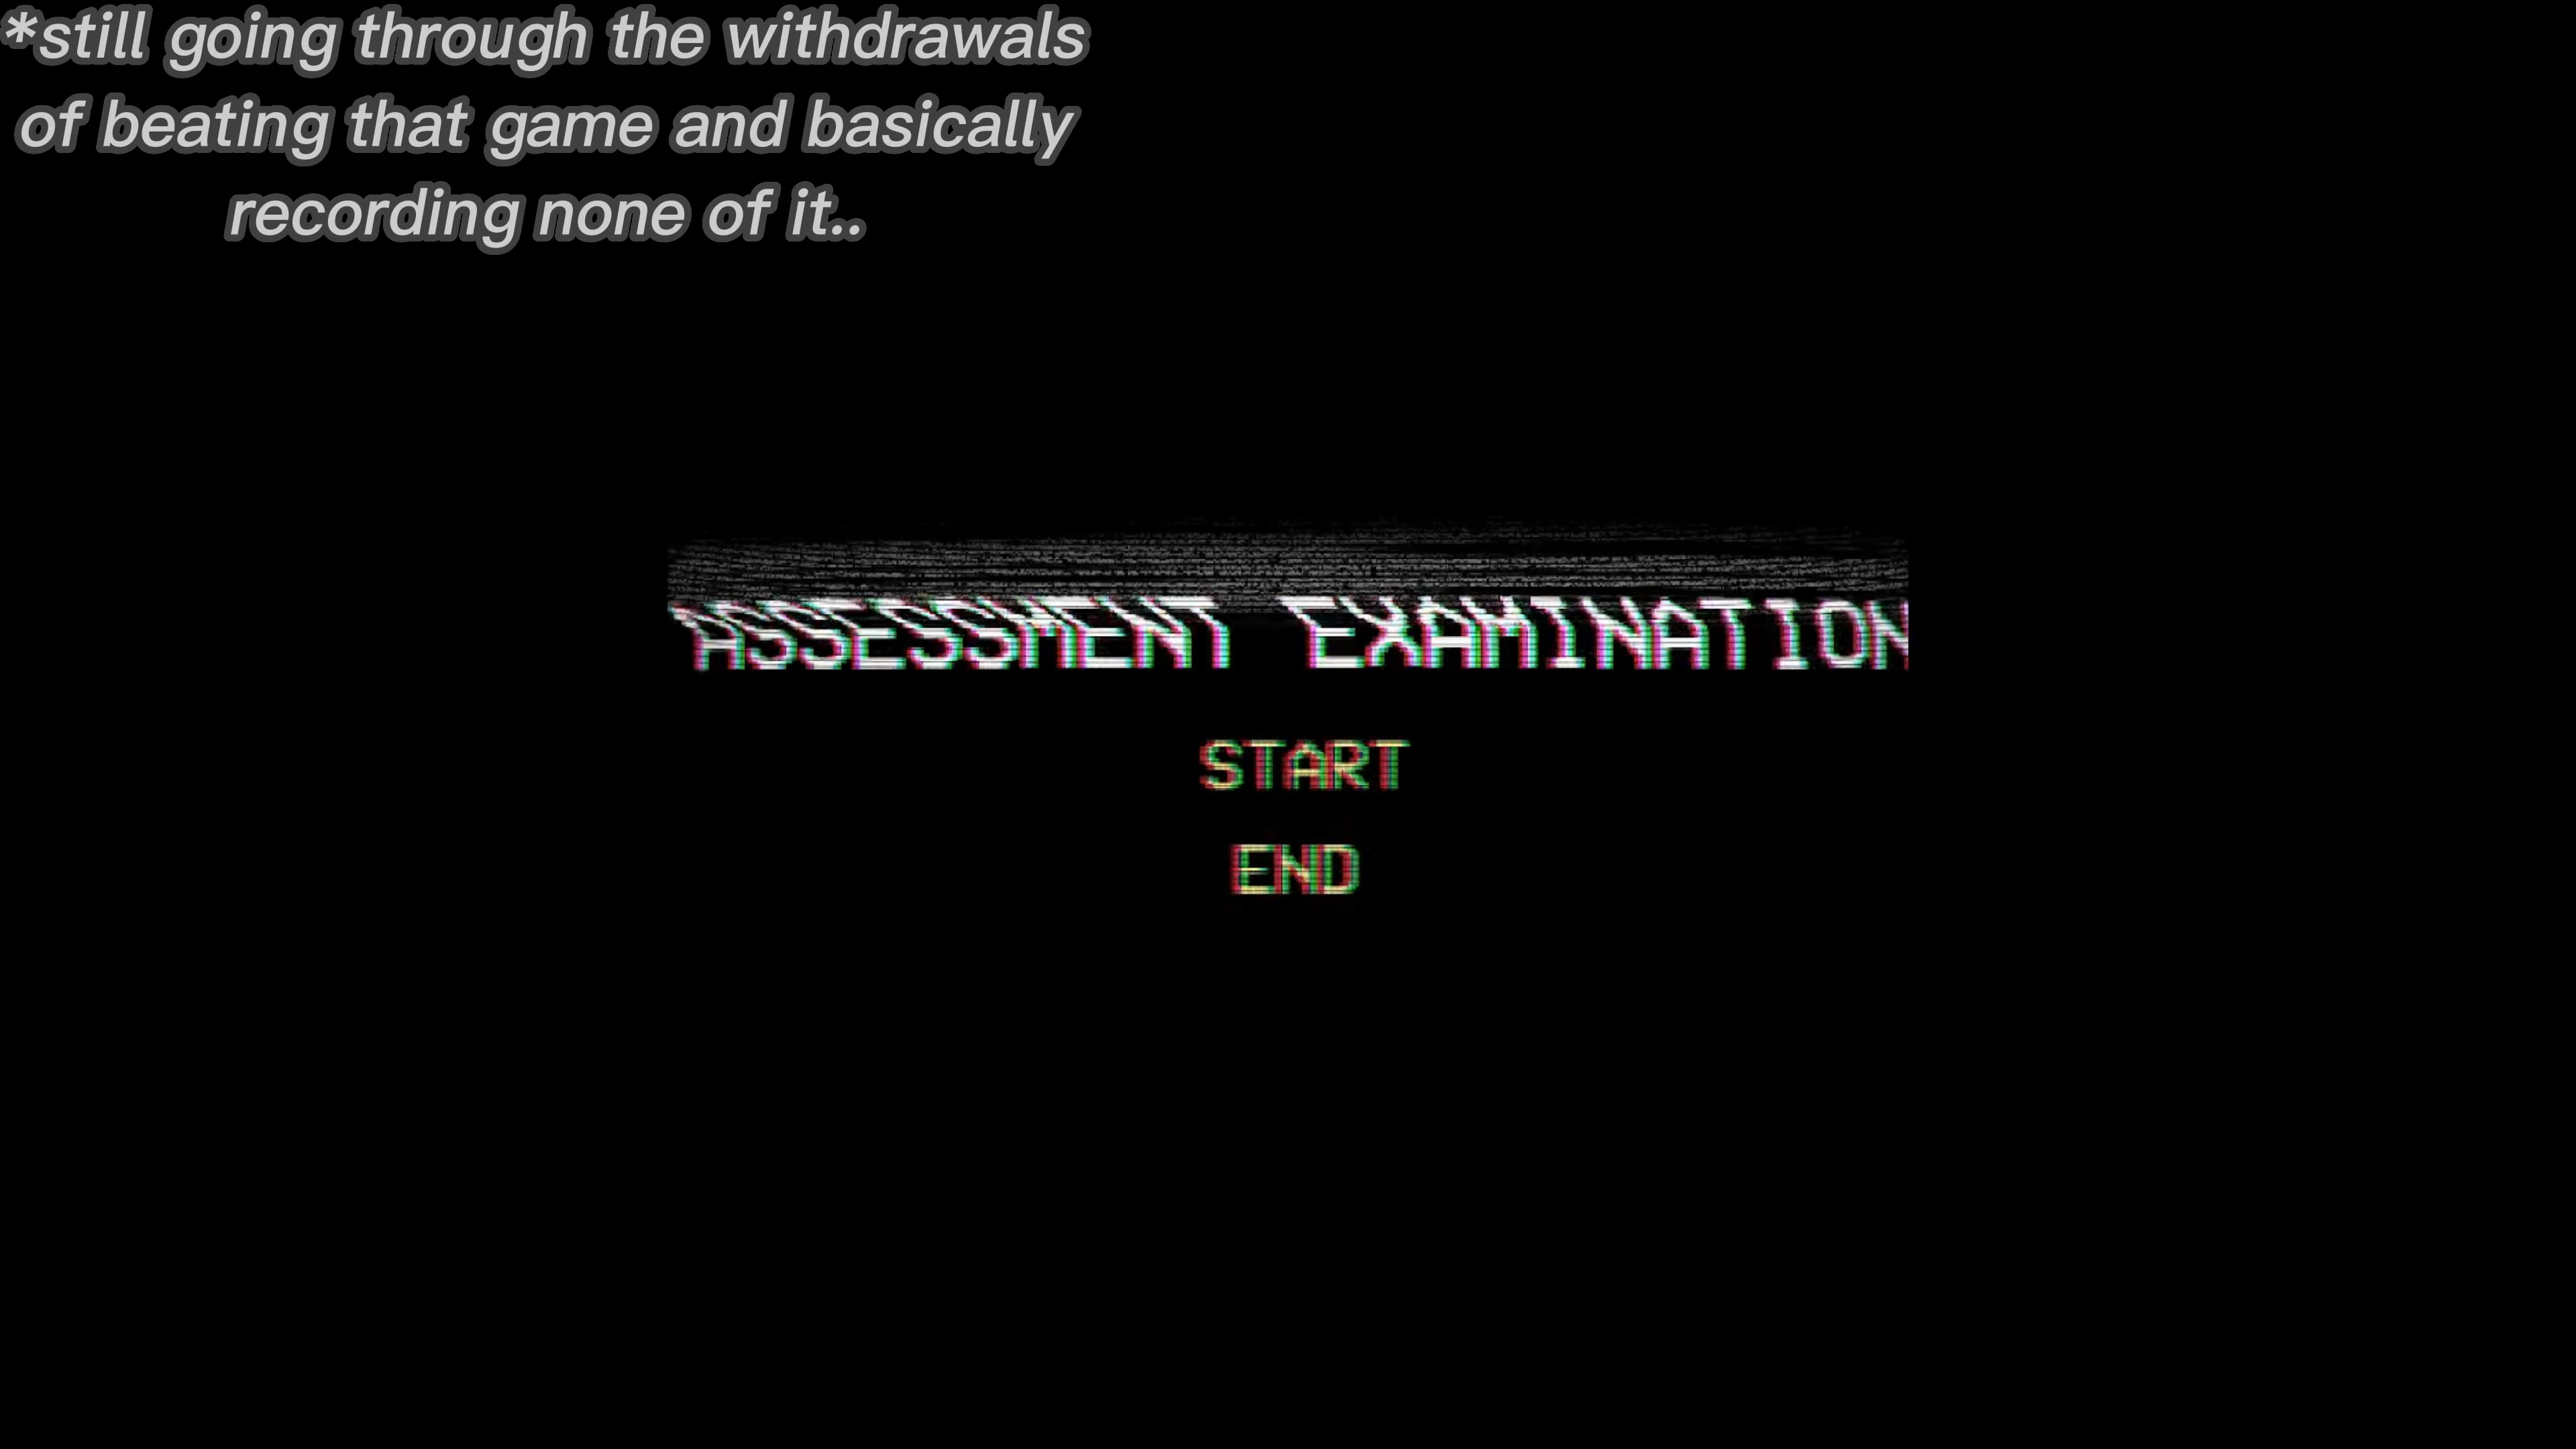 *still going through the withdrawals
of beating that game and basically
recording none of it..
ASSESSMENT EXAMINATION
START
END